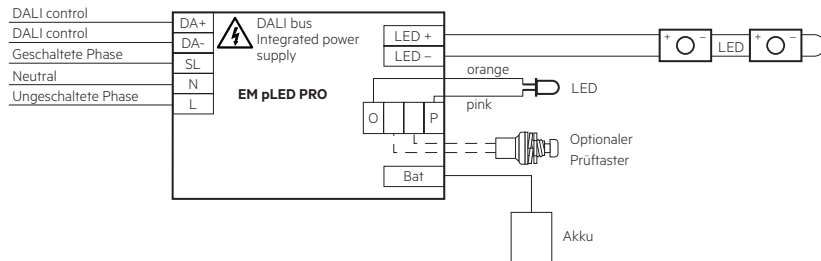 DALI control
DALI control
Geschaltete Phase
Neutral
Ungeschaltete Phase
DA+
DA-
SL
N
L
DALI bus
Integrated power
supply
EM pLED PRO
LED +
LED –
O
P
Bat
orange
pink
LED
Optionaler
Prüftaster
Akku
+
–
LED
+
–